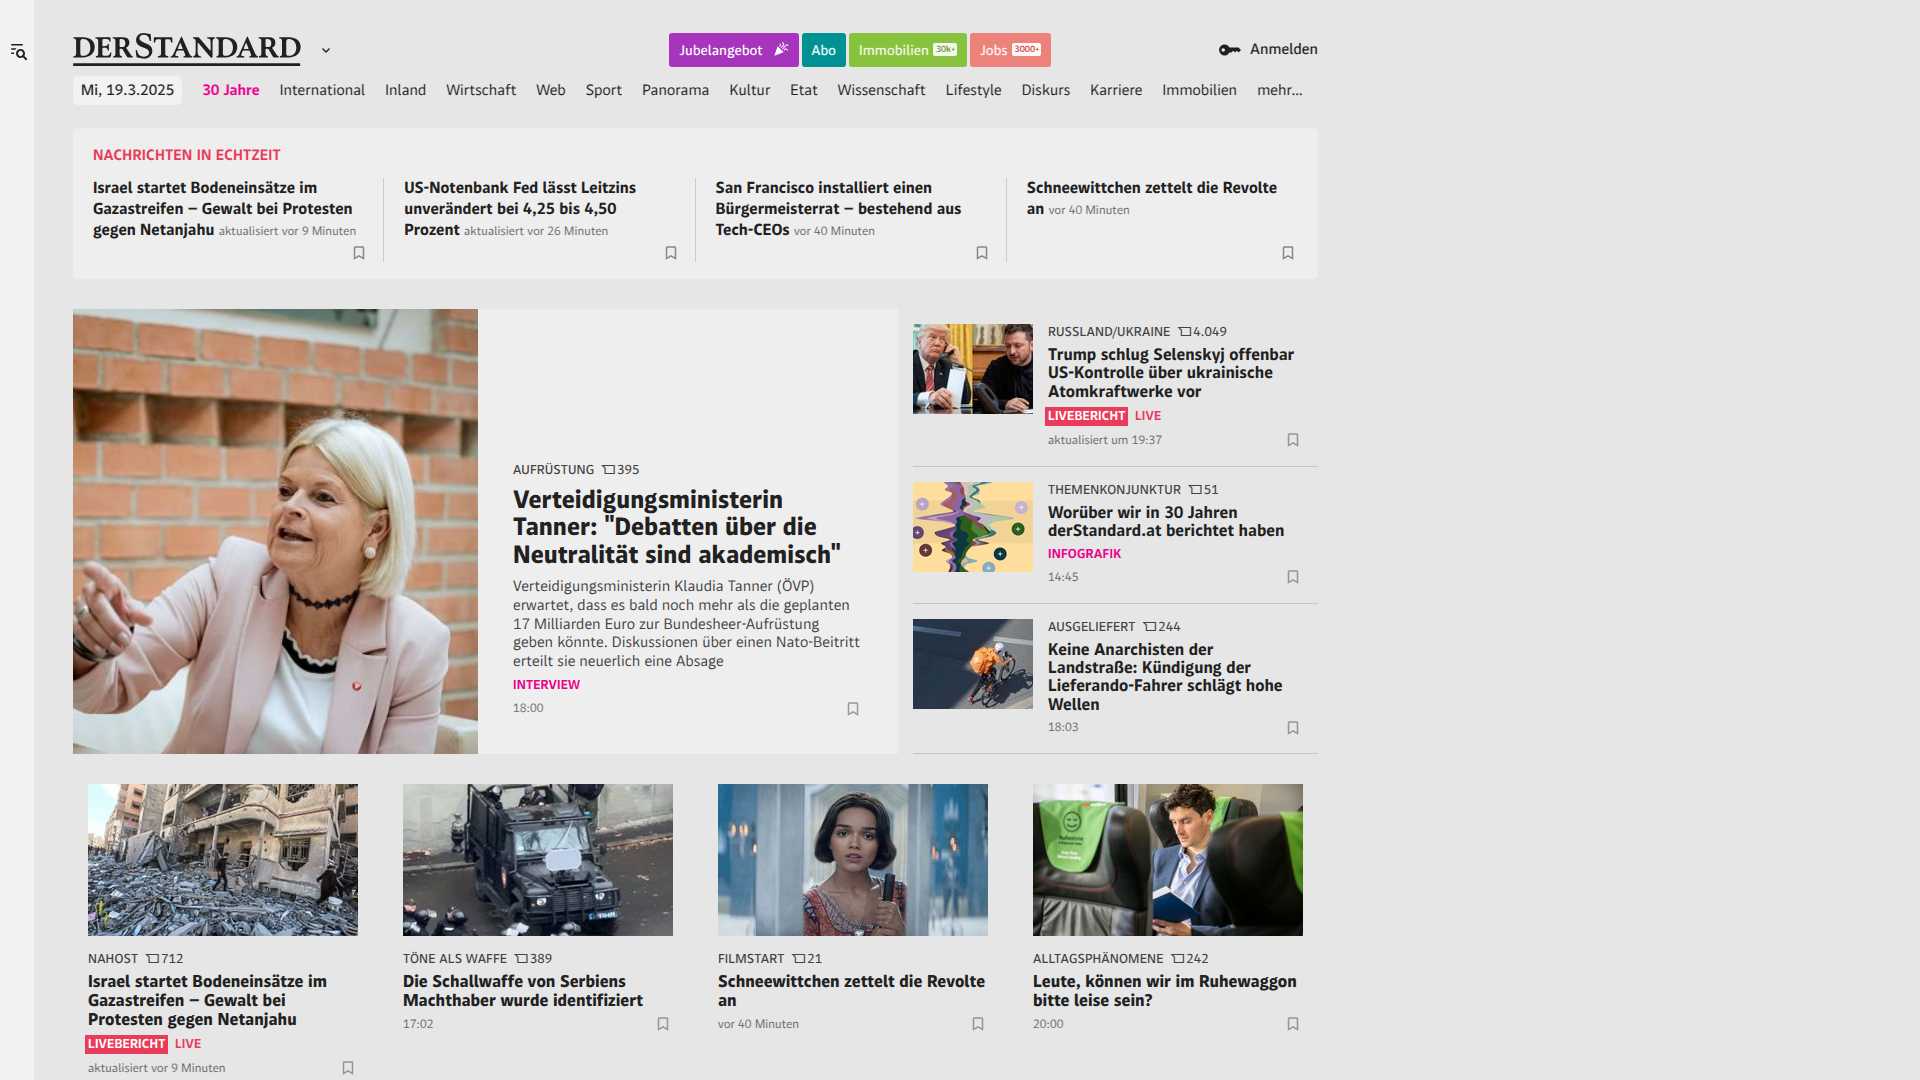 DERSTANDARD
Jubelangebot
Abo
Immobilien 30k+
Jobs 3000+
Anmelden
Mi, 19.3.2025
30 Jahre
International
Inland
Wirtschaft
Web
Sport
Panorama
Kultur
Etat
Wissenschaft
Lifestyle
Diskurs
Karriere
Immobilien
mehr...
NACHRICHTEN IN ECHTZEIT
Israel startet Bodeneinsätze im
Gazastreifen – Gewalt bei Protesten
gegen Netanjahu aktualisiert vor 9 Minuten
US-Notenbank Fed lässt Leitzins
unverändert bei 4,25 bis 4,50
Prozent aktualisiert vor 26 Minuten
San Francisco installiert einen
Bürgermeisterrat – bestehend aus
Tech-CEOs vor 40 Minuten
Schneewittchen zettelt die Revolte
an vor 40 Minuten
AUFRÜSTUNG 395
Verteidigungsministerin
Tanner: "Debatten über die
Neutralität sind akademisch"
Verteidigungsministerin Klaudia Tanner (ÖVP)
erwartet, dass es bald noch mehr als die geplanten
17 Milliarden Euro zur Bundesheer-Aufrüstung
geben könnte. Diskussionen über einen Nato-Beitritt
erteilt sie neuerlich eine Absage
INTERVIEW
18:00
RUSSLAND/UKRAINE 4.049
Trump schlug Selenskyj offenbar
US-Kontrolle über ukrainische
Atomkraftwerke vor
LIVEBERICHT LIVE
aktualisiert um 19:37
THEMENKONJUNKTUR 51
Worüber wir in 30 Jahren
derStandard.at berichtet haben
INFOGRAFIK
14:45
AUSGELIEFERT 244
Keine Anarchisten der
Landstraße: Kündigung der
Lieferando-Fahrer schlägt hohe
Wellen
18:03
NAHOST 712
Israel startet Bodeneinsätze im
Gazastreifen – Gewalt bei
Protesten gegen Netanjahu
LIVEBERICHT LIVE
aktualisiert vor 9 Minuten
TÖNE ALS WAFFE 389
Die Schallwaffe von Serbiens
Machthaber wurde identifiziert
17:02
FILMSTART 21
Schneewittchen zettelt die Revolte
an
vor 40 Minuten
ALLTAGSPHÄNOMENE 242
Leute, können wir im Ruhewaggon
bitte leise sein?
20:00